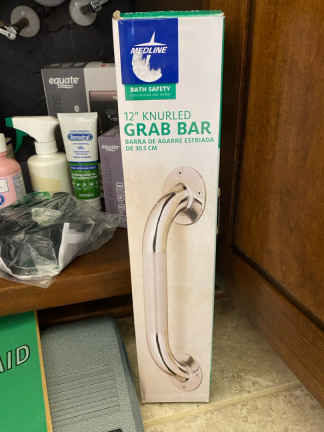 MEDLINE
BATH SAFETY
12" KNURLED
GRAB BAR
BARRA DE AGARRE ESTRIADA
DE 30.5 CM
equate
AID